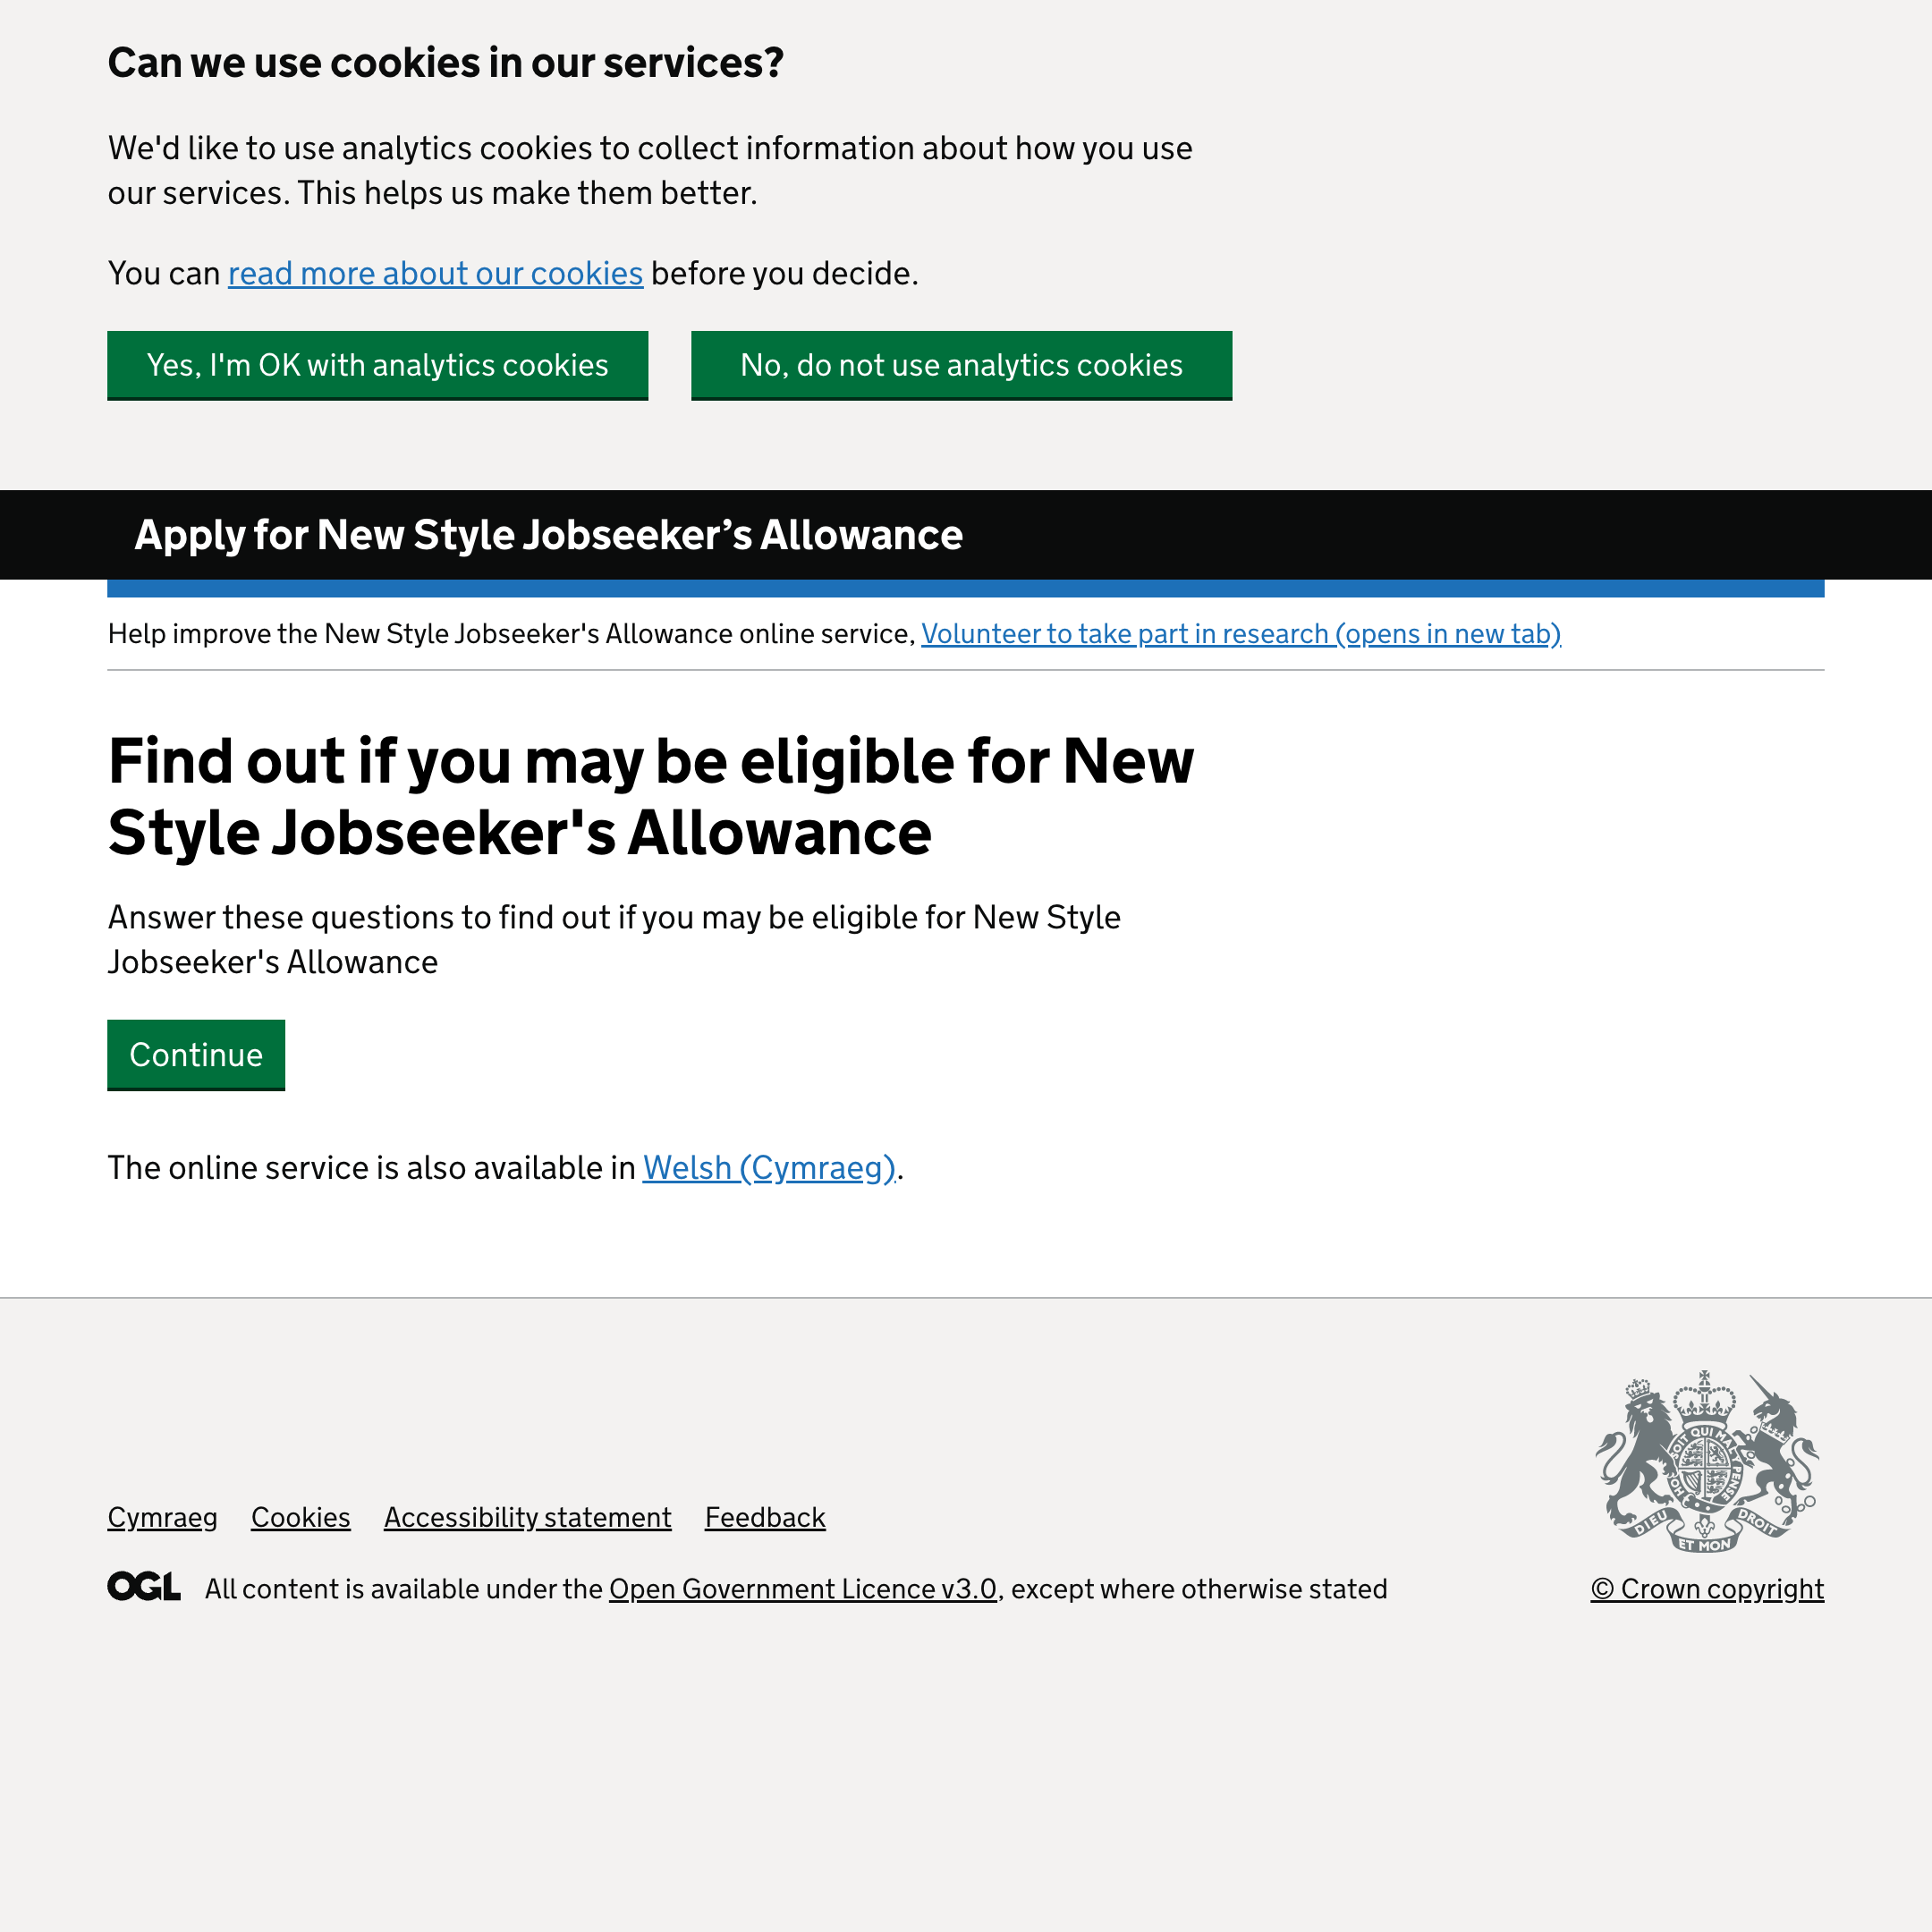 Can we use cookies in our services?
We'd like to use analytics cookies to collect information about how you use
our services. This helps us make them better.
You can read more about our cookies before you decide.
Yes, I'm OK with analytics cookies
No, do not use analytics cookies
Apply for New Style Jobseeker’s Allowance
Help improve the New Style Jobseeker's Allowance online service, Volunteer to take part in research (opens in new tab)
Find out if you may be eligible for New
Style Jobseeker's Allowance
Answer these questions to find out if you may be eligible for New Style
Jobseeker's Allowance
Continue
The online service is also available in Welsh (Cymraeg).
SOIT QUI MAL Y PENSE
HON
DIEU ET MON DROIT
Cymraeg Cookies Accessibility statement Feedback
OGL All content is available under the Open Government Licence v3.0, except where otherwise stated
© Crown copyright